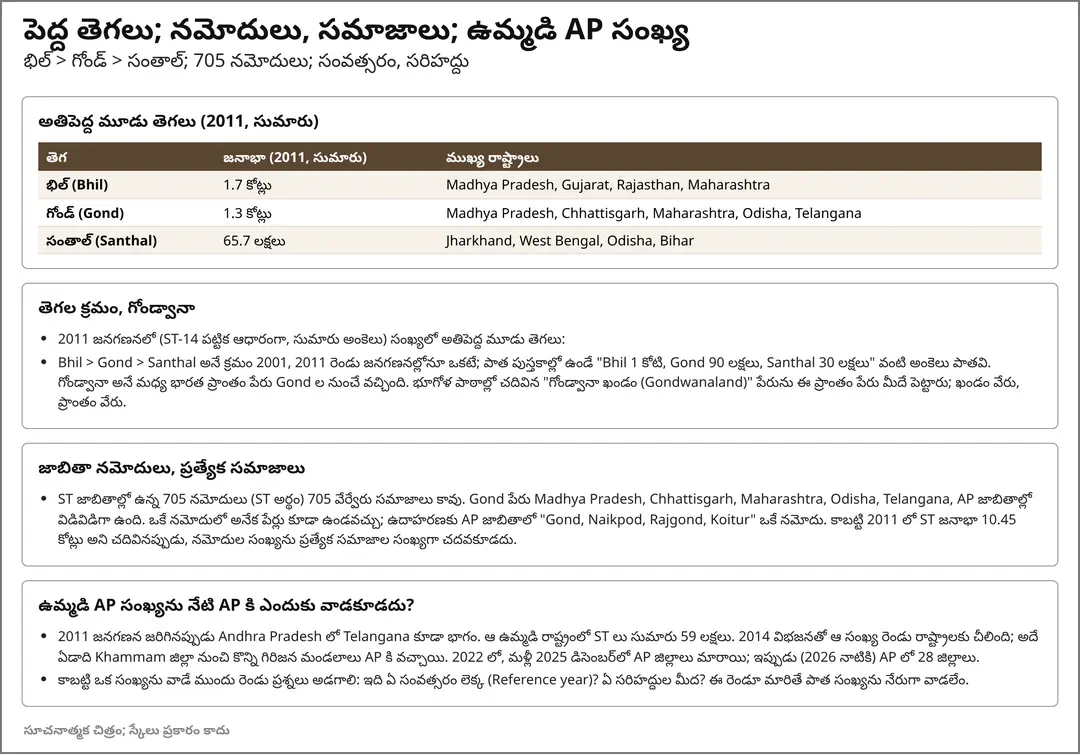 పెద్ద తెగలు; నమోదులు, సమాజాలు; ఉమ్మడి AP సంఖ్య
భిల్ > గోండ్ > సంతాల్; 705 నమోదులు; సంవత్సరం, సరిహద్దు
అతిపెద్ద మూడు తెగలు (2011, సుమారు)
తెగ జనాభా (2011, సుమారు) ముఖ్య రాష్ట్రాలు
భిల్ (Bhil) 1.7 కోట్లు Madhya Pradesh, Gujarat, Rajasthan, Maharashtra
గోండ్ (Gond) 1.3 కోట్లు Madhya Pradesh, Chhattisgarh, Maharashtra, Odisha, Telangana
సంతాల్ (Santhal) 65.7 లక్షలు Jharkhand, West Bengal, Odisha, Bihar
తెగల క్రమం, గోండ్వానా
• 2011 జనగణనలో (ST-14 పట్టిక ఆధారంగా, సుమారు అంకెలు) సంఖ్యలో అతిపెద్ద మూడు తెగలు:
• Bhil > Gond > Santhal అనే క్రమం 2001, 2011 రెండు జనగణనల్లోనూ ఒకటే; పాత పుస్తకాల్లో ఉండే "Bhil 1 కోటి, Gond 90 లక్షలు, Santhal 30 లక్షలు" వంటి అంకెలు పాతవి.
గోండ్వానా అనే మధ్య భారత ప్రాంతం పేరు Gond ల నుంచే వచ్చింది. భూగోళ పాఠాల్లో చదివిన "గోండ్వానా ఖండం (Gondwanaland)" పేరును ఈ ప్రాంతం పేరు మీదే పెట్టారు; ఖండం వేరు,
ప్రాంతం వేరు.
జాబితా నమోదులు, ప్రత్యేక సమాజాలు
• ST జాబితాల్లో ఉన్న 705 నమోదులు (ST అర్థం) 705 వేర్వేరు సమాజాలు కావు. Gond పేరు Madhya Pradesh, Chhattisgarh, Maharashtra, Odisha, Telangana, AP జాబితాల్లో
విడివిడిగా ఉంది. ఒకే నమోదులో అనేక పేర్లు కూడా ఉండవచ్చు; ఉదాహరణకు AP జాబితాలో "Gond, Naikpod, Rajgond, Koitur" ఒకే నమోదు. కాబట్టి 2011 లో ST జనాభా 10.45
కోట్లు అని చదివినప్పుడు, నమోదుల సంఖ్యను ప్రత్యేక సమాజాల సంఖ్యగా చదవకూడదు.
ఉమ్మడి AP సంఖ్యను నేటి AP కి ఎందుకు వాడకూడదు?
• 2011 జనగణన జరిగినప్పుడు Andhra Pradesh లో Telangana కూడా భాగం. ఆ ఉమ్మడి రాష్ట్రంలో ST లు సుమారు 59 లక్షలు. 2014 విభజనతో ఆ సంఖ్య రెండు రాష్ట్రాలకు చీలింది; అదే
ఏడాది Khammam జిల్లా నుంచి కొన్ని గిరిజన మండలాలు AP కి వచ్చాయి. 2022 లో, మళ్లీ 2025 డిసెంబర్‌లో AP జిల్లాలు మారాయి; ఇప్పుడు (2026 నాటికి) AP లో 28 జిల్లాలు.
• కాబట్టి ఒక సంఖ్యను వాడే ముందు రెండు ప్రశ్నలు అడగాలి: ఇది ఏ సంవత్సరం లెక్క (Reference year)? ఏ సరిహద్దుల మీద? ఈ రెండూ మారితే పాత సంఖ్యను నేరుగా వాడలేం.
సూచనాత్మక చిత్రం; స్కేలు ప్రకారం కాదు